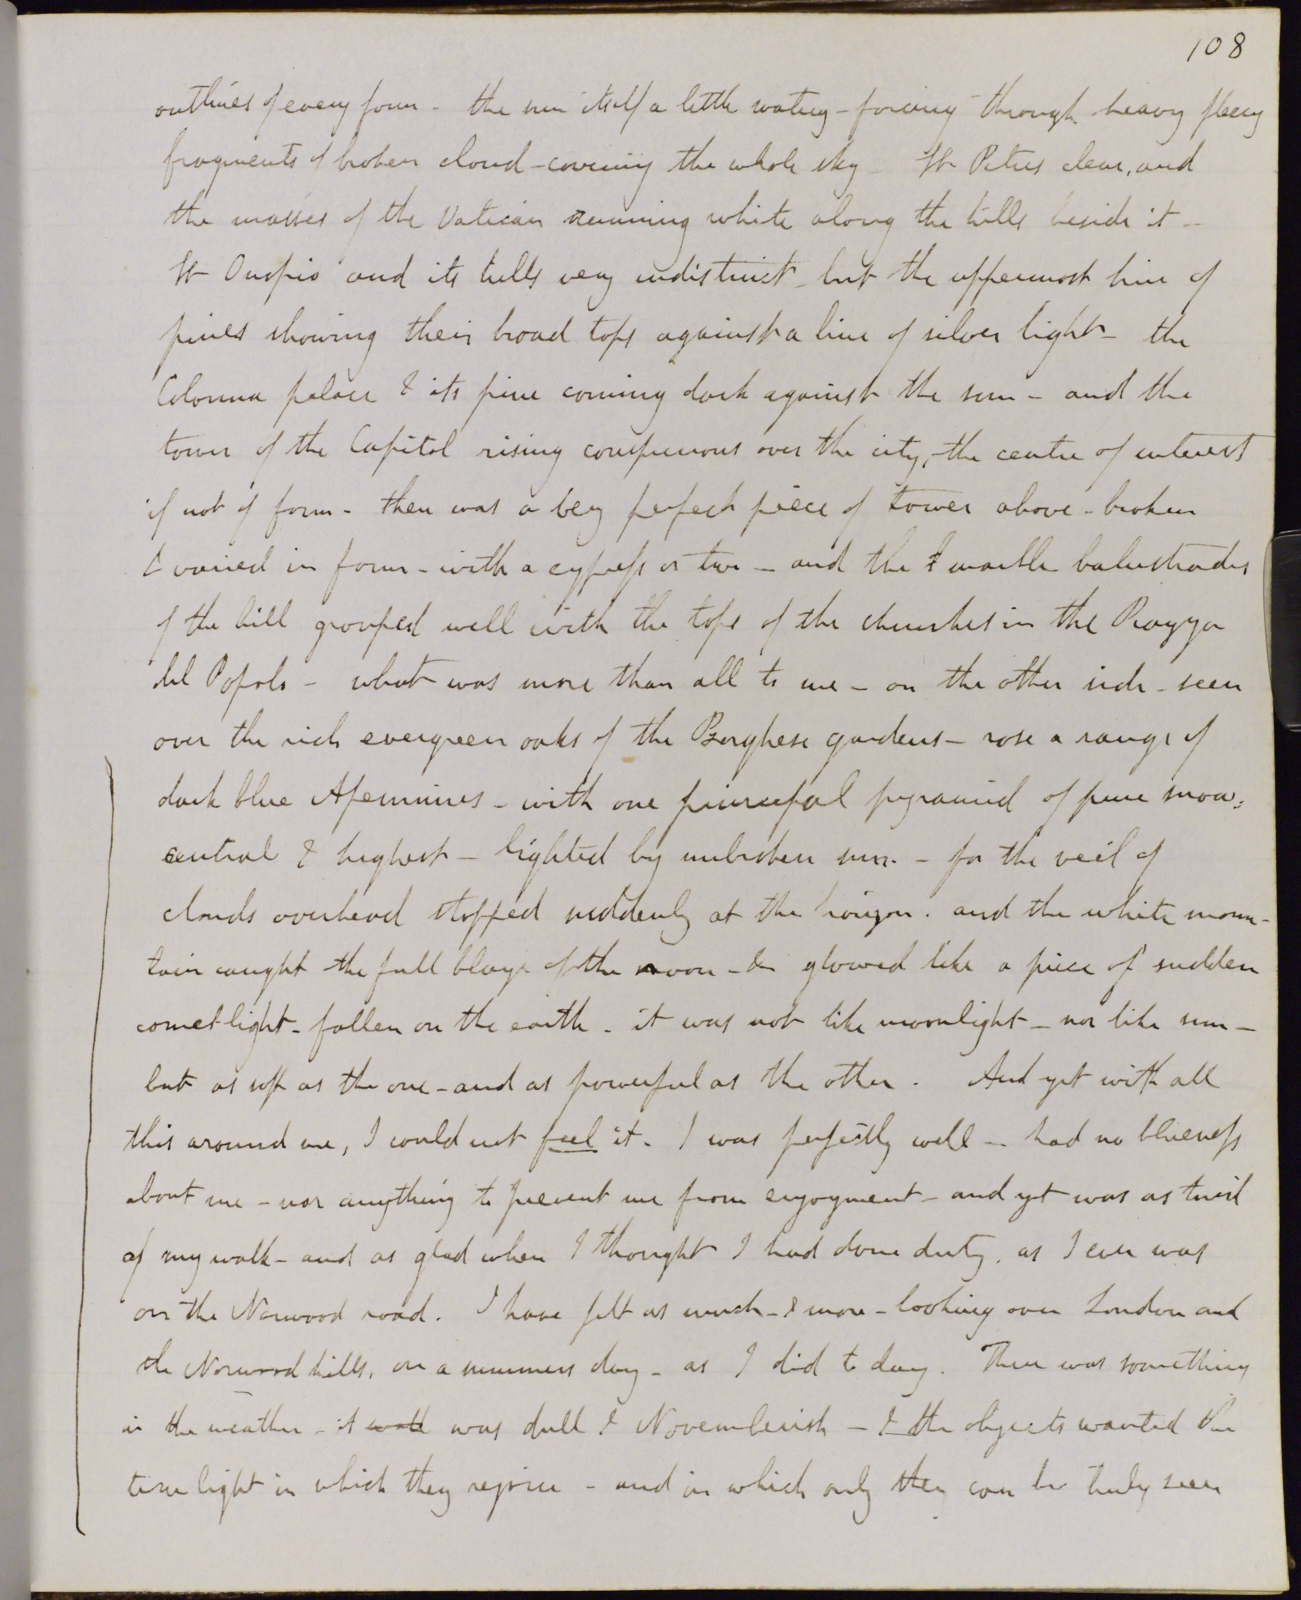 108
outlines of every form - the sun itself a little watery - forcing through heavy fleecy
fragments of broken cloud - covering the whole sky - St Peters clear, and
the masses of the Vatican running white along the hills beside it -
St Onofrio and its hills very indistinct - but the uppermost line of
pines showing their broad tops against a line of silver light - the
Colonna palace & its pine coming dark against the sun - and the
tower of the Capitol rising conspicuous over the city, the centre of interest
if not of form - there was a very perfect piece of tower above - broken
& varied in form - with a cypress or two - and the marble balustrades
of the hill grouped well with the tops of the churches in the Piazza
del Popolo - what was more than all to me - on the other side - seen
over the rich evergreen oaks of the Borghese gardens - rose a range of
dark blue Apennines - with one principal pyramid of pure snow,
central & highest - lighted by unbroken sun - for the veil of
clouds overhead stopped suddenly at the horizon. and the white moun-
tain caught the full blaze of the noon - & glowed like a piece of sudden
comet-light - fallen on the earth - it was not like moonlight - nor like sun -
but as soft as the one - and as powerful as the other. And yet with all
this around me, I could not feel it. I was perfectly well - had no blueness
about me - nor anything to prevent me from enjoyment - and yet was as tired
of my walk - and as glad when I thought I had done duty, as I ever was
on the Norwood road. I have felt as much - & more - looking over London and
the Norwood hills, on a summers day - as I did to day. There was something
in the weather - it was dull & Novemberish - & the objects wanted the
true light in which they rejoice - and in which only they can be truly seen